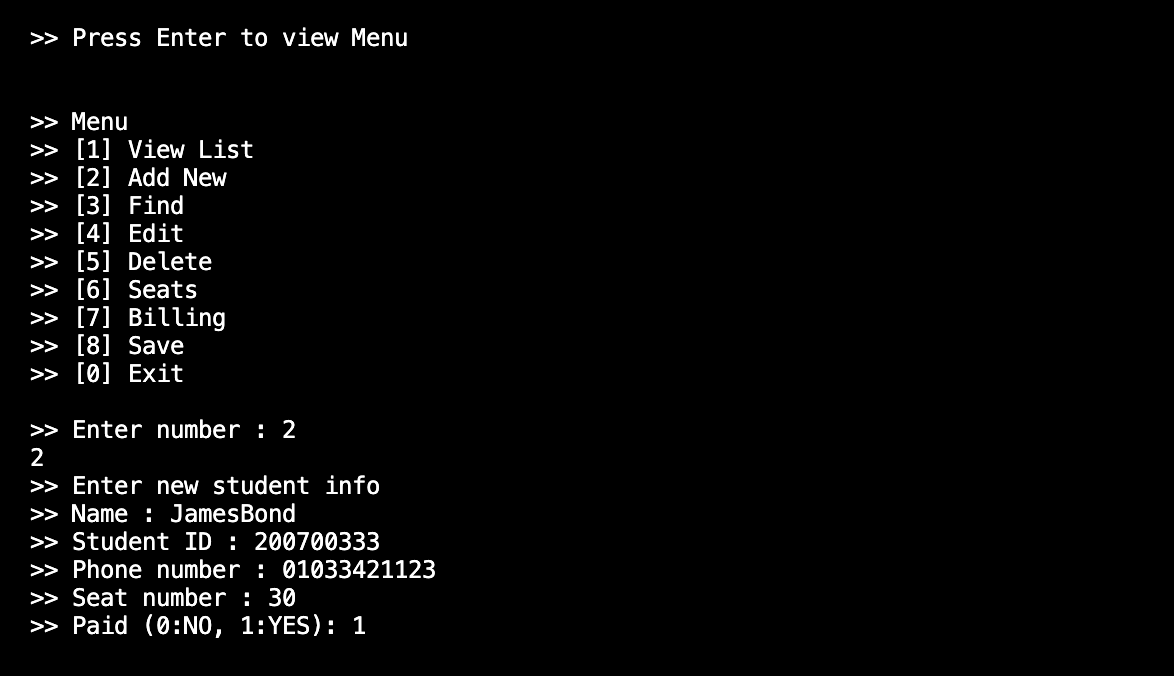 >> Press Enter to view Menu
>> Menu
>> [1] View List
>> [2] Add New
>> [3] Find
>> [4] Edit
>> [5] Delete
>> [6] Seats
>> [7] Billing
>> [8] Save
>> [0] Exit
>> Enter number : 2
2
>> Enter new student info
>> Name : JamesBond
>> Student ID : 200700333
>> Phone number : 01033421123
>> Seat number : 30
>> Paid (0:NO, 1:YES): 1